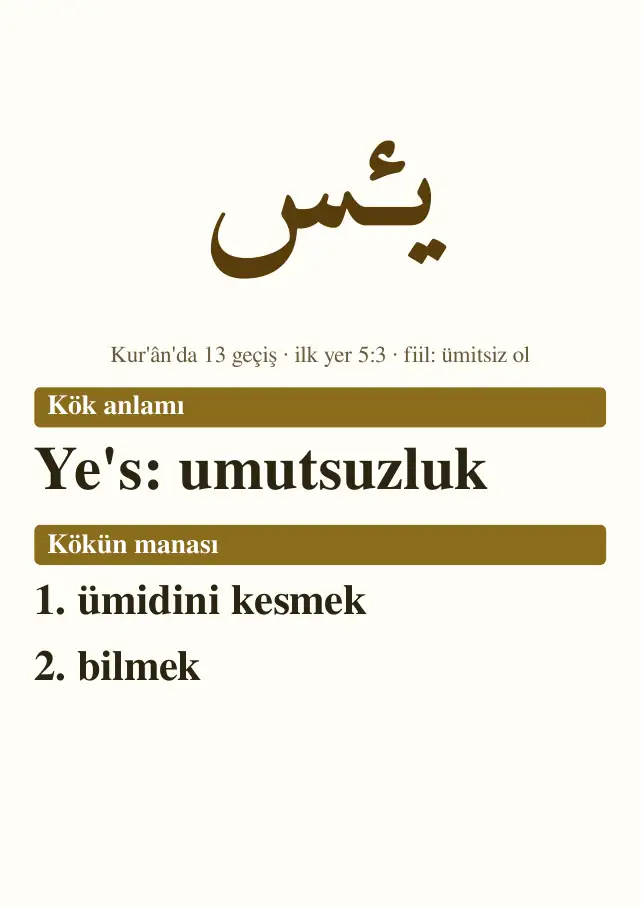 يئس
Kur'ân'da 13 geçiş · ilk yer 5:3 · fiil: ümitsiz ol
Kök anlamı
Ye's: umutsuzluk
Kökün manası
1. ümidini kesmek
2. bilmek